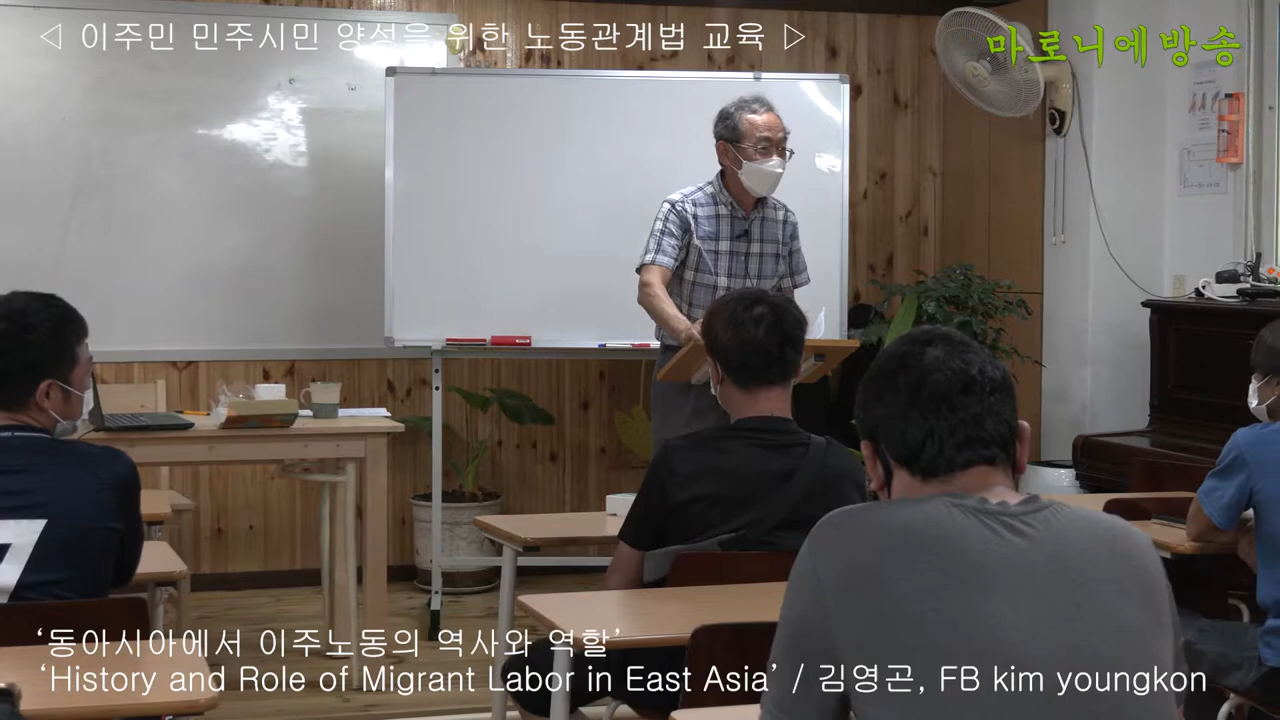 ◁ 이주민 민주시민 양성을 위한 노동관계법 교육 ▷
마로니에방송
‘동아시아에서 이주노동의 역사와 역할’
‘History and Role of Migrant Labor in East Asia’ / 김영곤, FB kim youngkon